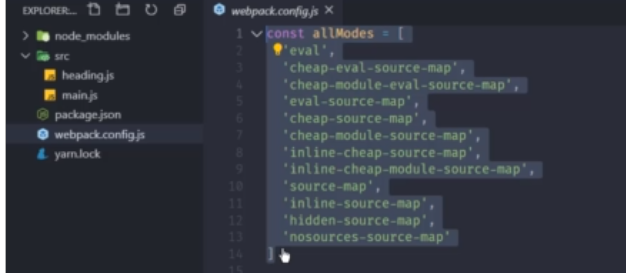 EXPLORER:...
webpack.config.js ×
node_modules
src
heading.js
main.js
package.json
webpack.config.js
yarn.lock
1 const allModes = [
2 'eval',
3 'cheap-eval-source-map',
4 'cheap-module-eval-source-map',
5 'eval-source-map',
6 'cheap-source-map',
7 'cheap-module-source-map',
8 'inline-cheap-source-map',
9 'inline-cheap-module-source-map',
10 'source-map',
11 'inline-source-map',
12 'hidden-source-map',
13 'nosources-source-map'
14 ]
15